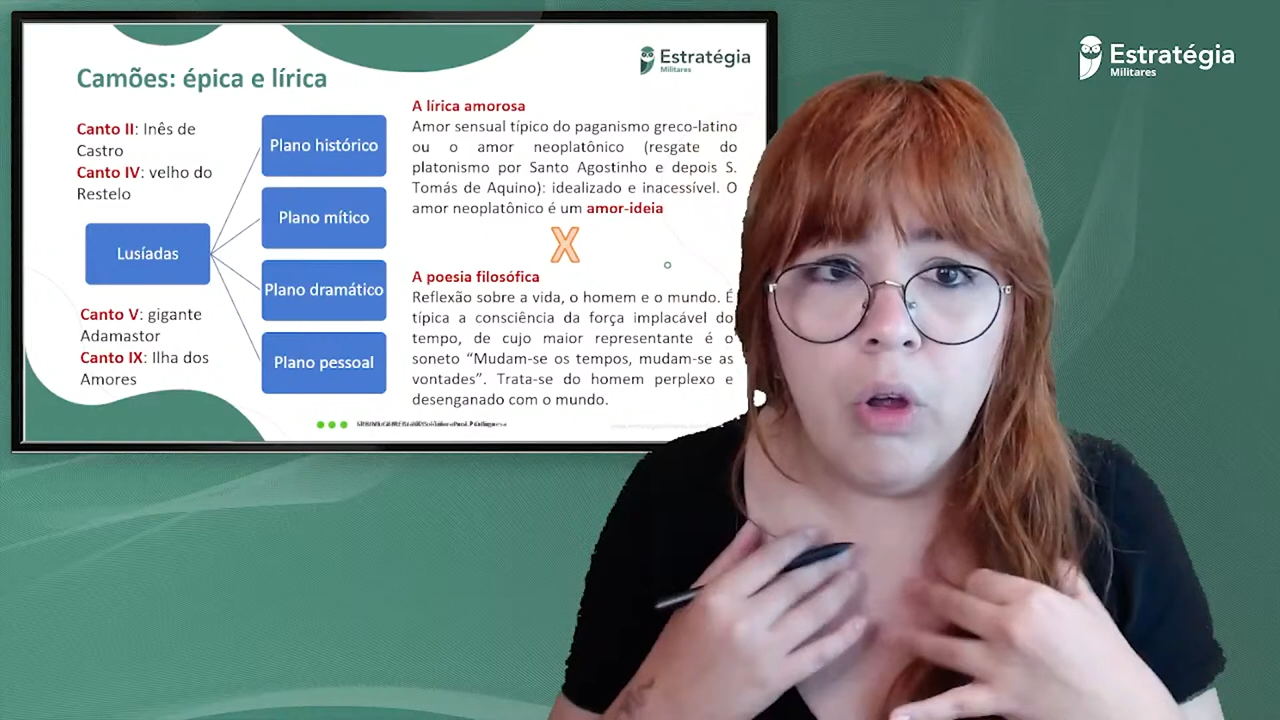 Camões: épica e lírica
Estratégia
Militares
Canto II: Inês de
Castro
Canto IV: velho do
Restelo
Lusíadas
Canto V: gigante
Adamastor
Canto IX: Ilha dos
Amores
Plano histórico
Plano mítico
Plano dramático
Plano pessoal
A lírica amorosa
Amor sensual típico do paganismo greco-latino
ou o amor neoplatônico (resgate do
platonismo por Santo Agostinho e depois S.
Tomás de Aquino): idealizado e inacessível. O
amor neoplatônico é um amor-ideia
X
A poesia filosófica
Reflexão sobre a vida, o homem e o mundo. É
típica a consciência da força implacável do
tempo, de cujo maior representante é o
soneto “Mudam-se os tempos, mudam-se as
vontades”. Trata-se do homem perplexo e
desenganado com o mundo.
Estratégia
Militares